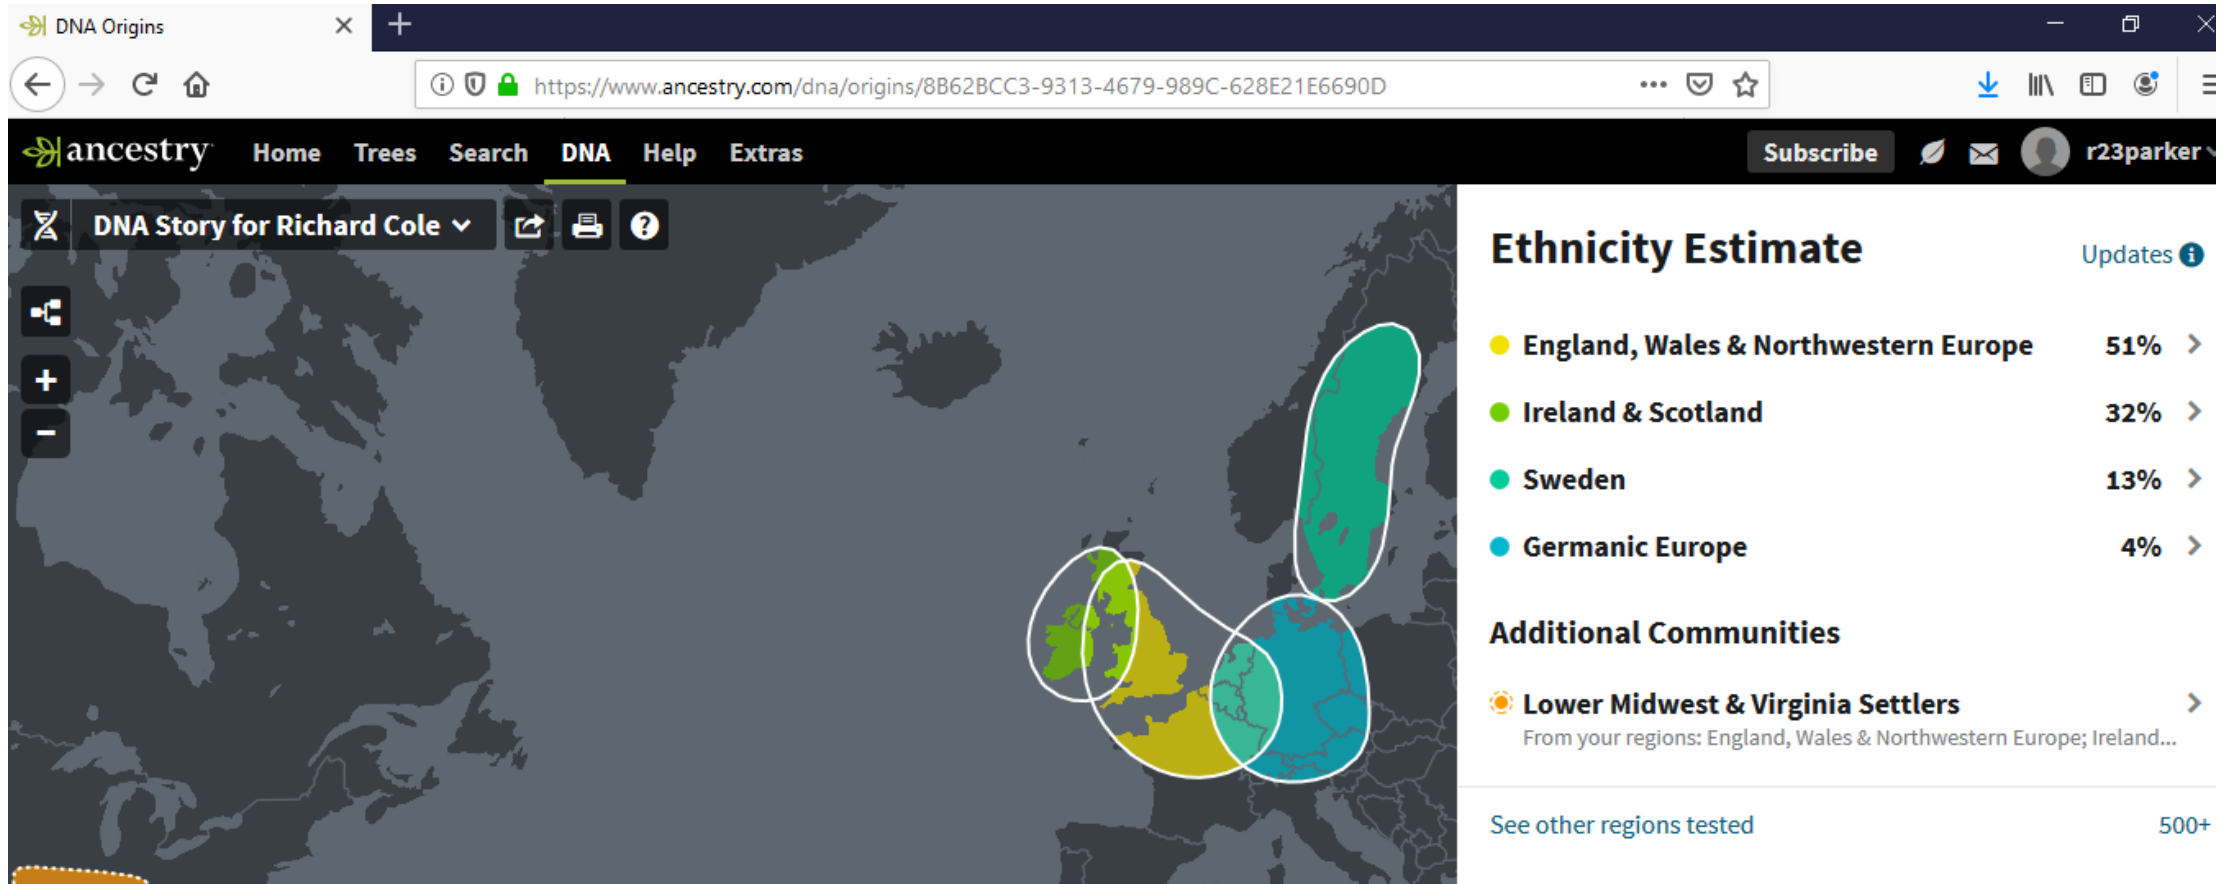 DNA Origins
https://www.ancestry.com/dna/origins/8B62BCC3-9313-4679-989C-628E21E6690D
ancestry Home Trees Search DNA Help Extras Subscribe r23parker
DNA Story for Richard Cole
Ethnicity Estimate Updates
England, Wales & Northwestern Europe 51%
Ireland & Scotland 32%
Sweden 13%
Germanic Europe 4%
Additional Communities
Lower Midwest & Virginia Settlers
From your regions: England, Wales & Northwestern Europe; Ireland...
See other regions tested 500+